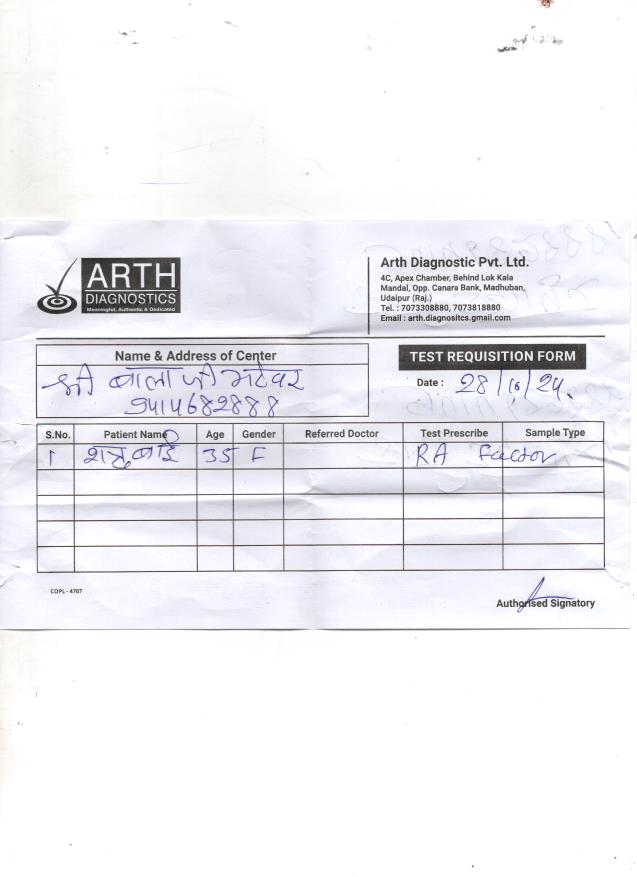 ARTH
DIAGNOSTICS
Meaningful, Authentic & Dedicated
Arth Diagnostic Pvt. Ltd.
4C, Apex Chamber, Behind Lok Kala
Mandal, Opp. Canara Bank, Madhuban,
Udaipur (Raj.)
Tel. : 7073308880, 7073818880
Email : arth.diagnositcs.gmail.com
Name & Address of Center
श्री बाला जी भटेवर
9414682888
TEST REQUISITION FORM
Date : 28/10/24.
S.No. Patient Name Age Gender Referred Doctor Test Prescribe Sample Type
1 35 F RA Factor
COPL - 4707
Authorised Signatory